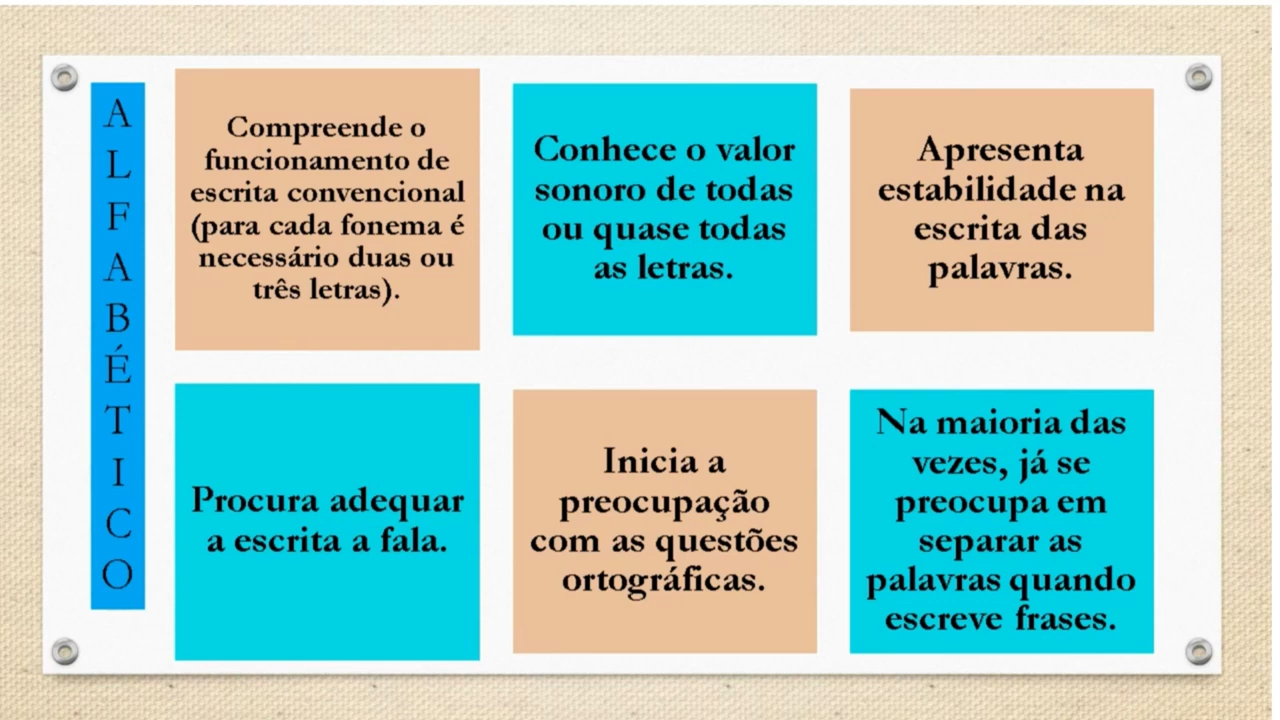 ALFABÉTICO
Compreende o
funcionamento de
escrita convencional
(para cada fonema é
necessário duas ou
três letras).
Conhece o valor
sonoro de todas
ou quase todas
as letras.
Apresenta
estabilidade na
escrita das
palavras.
Procura adequar
a escrita a fala.
Inicia a
preocupação
com as questões
ortográficas.
Na maioria das
vezes, já se
preocupa em
separar as
palavras quando
escreve frases.